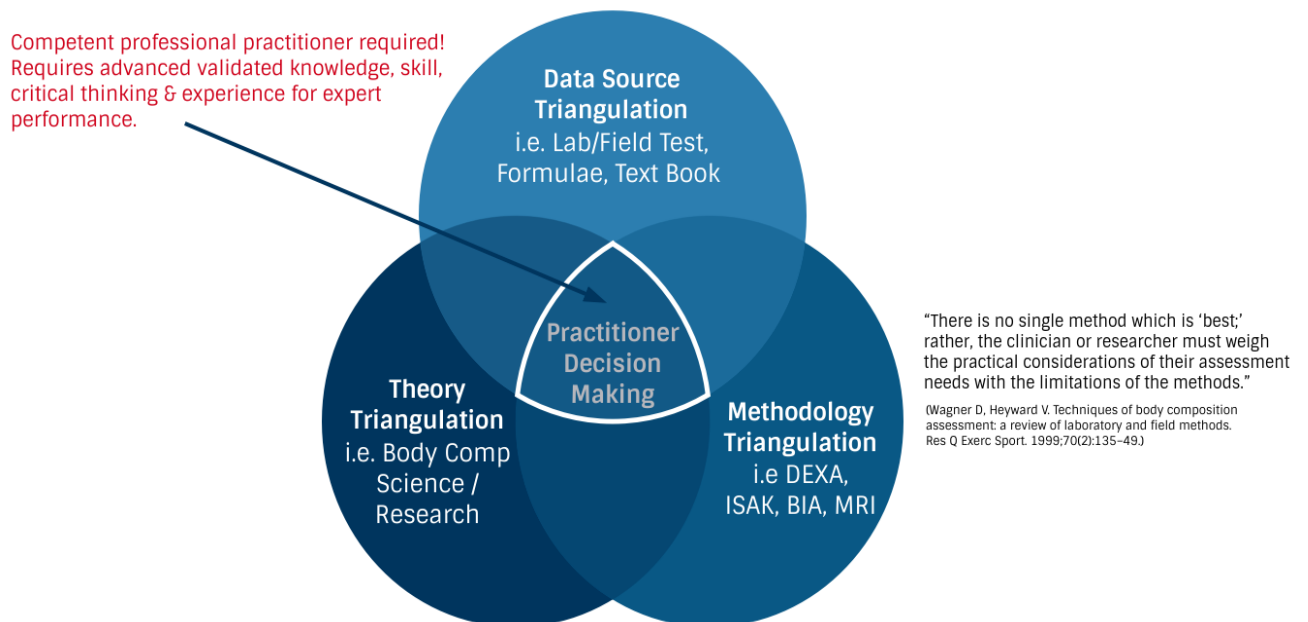 Competent professional practitioner required!
Requires advanced validated knowledge, skill,
critical thinking & experience for expert
performance.
Data Source
Triangulation
i.e. Lab/Field Test,
Formulae, Text Book
Practitioner
Decision
Making
Theory
Triangulation
i.e. Body Comp
Science /
Research
Methodology
Triangulation
i.e DEXA,
ISAK, BIA, MRI
“There is no single method which is ‘best;’
rather, the clinician or researcher must weigh
the practical considerations of their assessment
needs with the limitations of the methods.”
(Wagner D, Heyward V. Techniques of body composition
assessment: a review of laboratory and field methods.
Res Q Exerc Sport. 1999;70(2):135–49.)